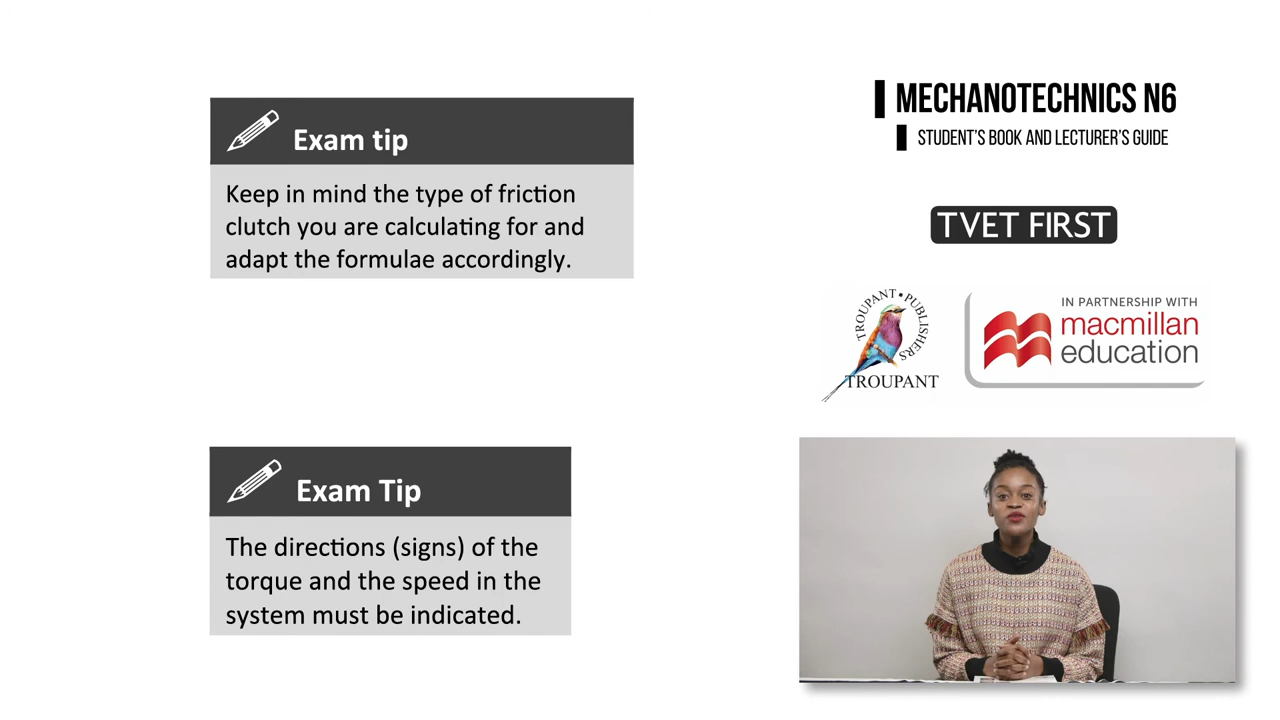 Exam tip
Keep in mind the type of friction
clutch you are calculating for and
adapt the formulae accordingly.
Exam Tip
The directions (signs) of the
torque and the speed in the
system must be indicated.
MECHANOTECHNICS N6
STUDENT'S BOOK AND LECTURER'S GUIDE
TVET FIRST
TROUPANT • PUBLISHERS
TROUPANT
IN PARTNERSHIP WITH
macmillan
education